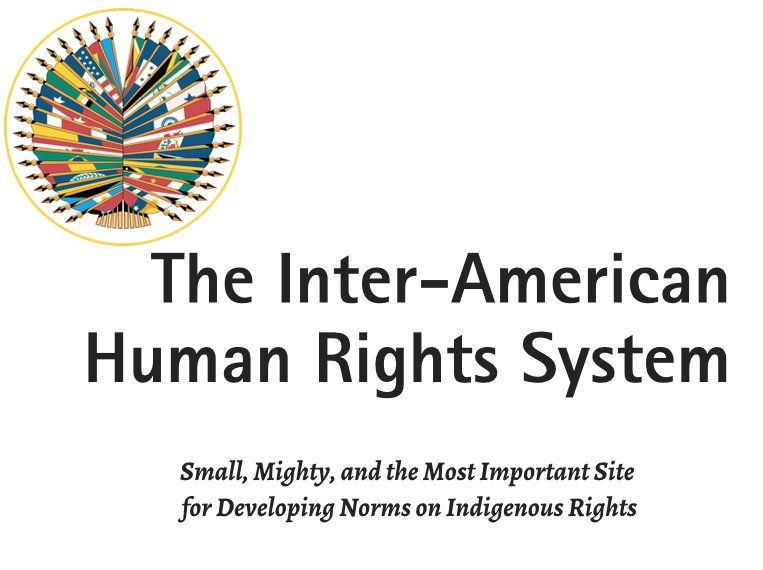 The Inter-American
Human Rights System
Small, Mighty, and the Most Important Site
for Developing Norms on Indigenous Rights